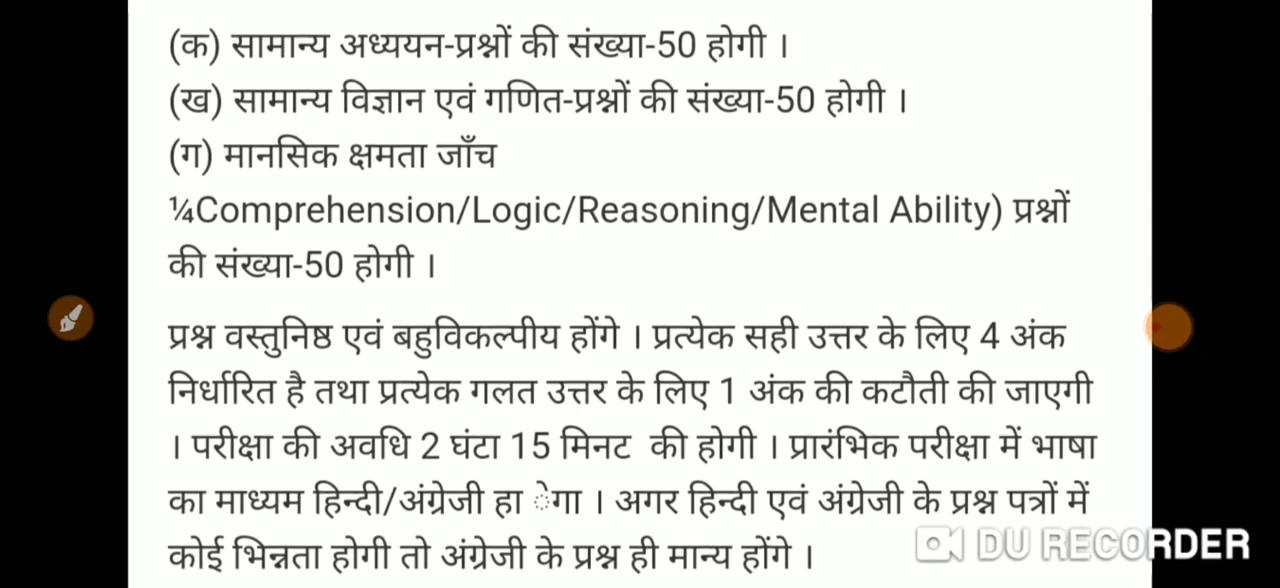 (क) सामान्य अध्ययन-प्रश्नों की संख्या-50 होगी ।
(ख) सामान्य विज्ञान एवं गणित-प्रश्नों की संख्या-50 होगी ।
(ग) मानसिक क्षमता जाँच
¼Comprehension/Logic/Reasoning/Mental Ability) प्रश्नों
की संख्या-50 होगी ।
प्रश्न वस्तुनिष्ठ एवं बहुविकल्पीय होंगे । प्रत्येक सही उत्तर के लिए 4 अंक
निर्धारित है तथा प्रत्येक गलत उत्तर के लिए 1 अंक की कटौती की जाएगी
। परीक्षा की अवधि 2 घंटा 15 मिनट की होगी । प्रारंभिक परीक्षा में भाषा
का माध्यम हिन्दी/अंग्रेजी हा ेगा । अगर हिन्दी एवं अंग्रेजी के प्रश्न पत्रों में
कोई भिन्नता होगी तो अंग्रेजी के प्रश्न ही मान्य होंगे ।
DU RECORDER